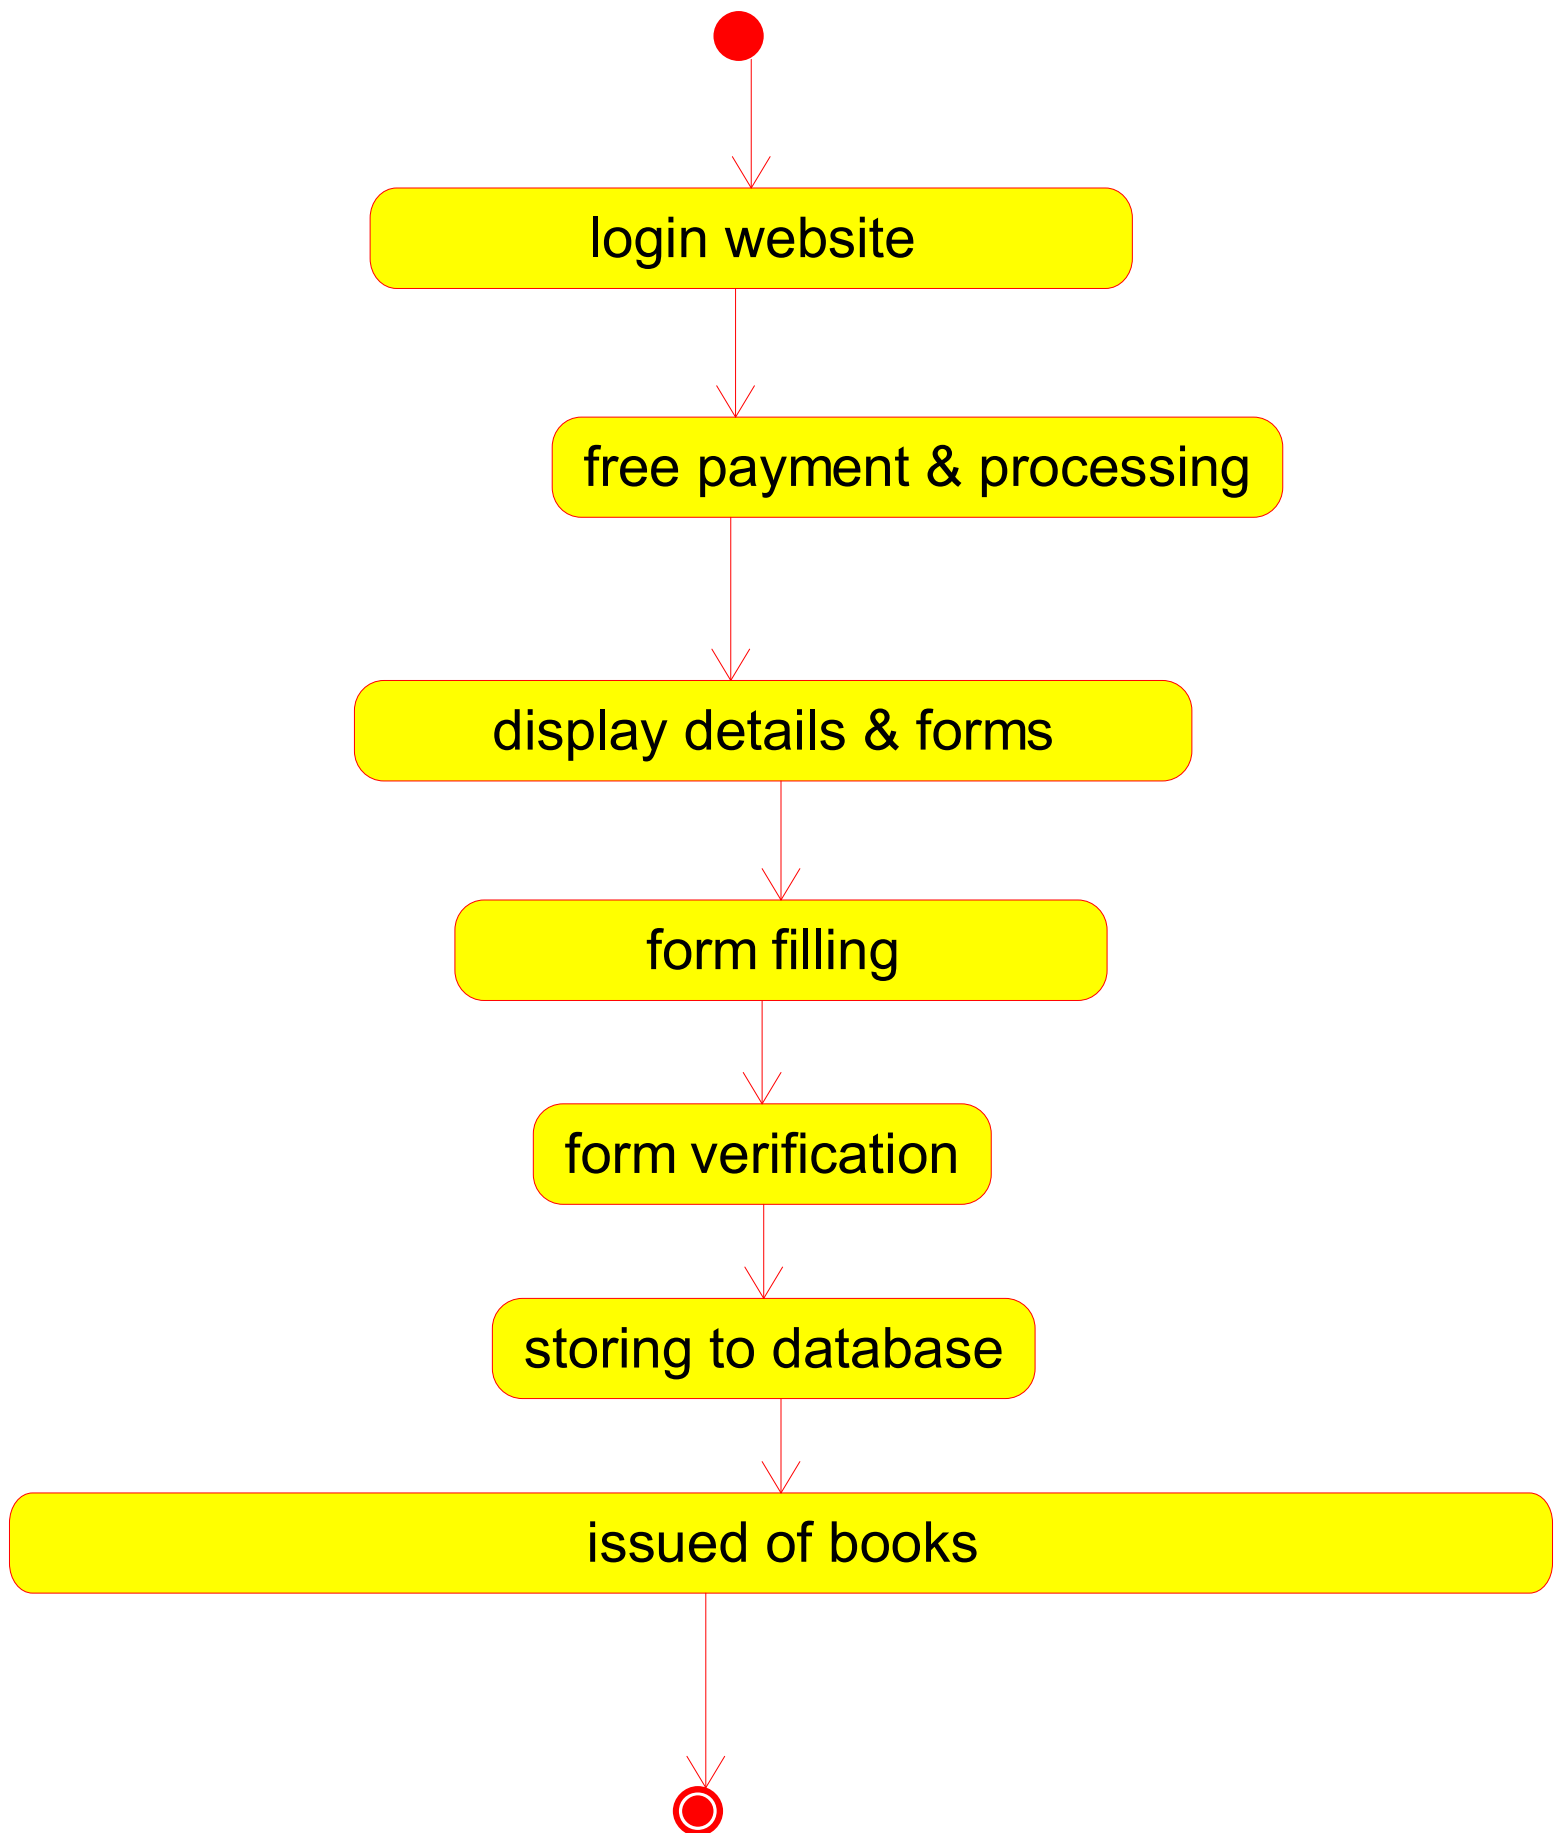 login website
free payment & processing
display details & forms
form filling
form verification
storing to database
issued of books